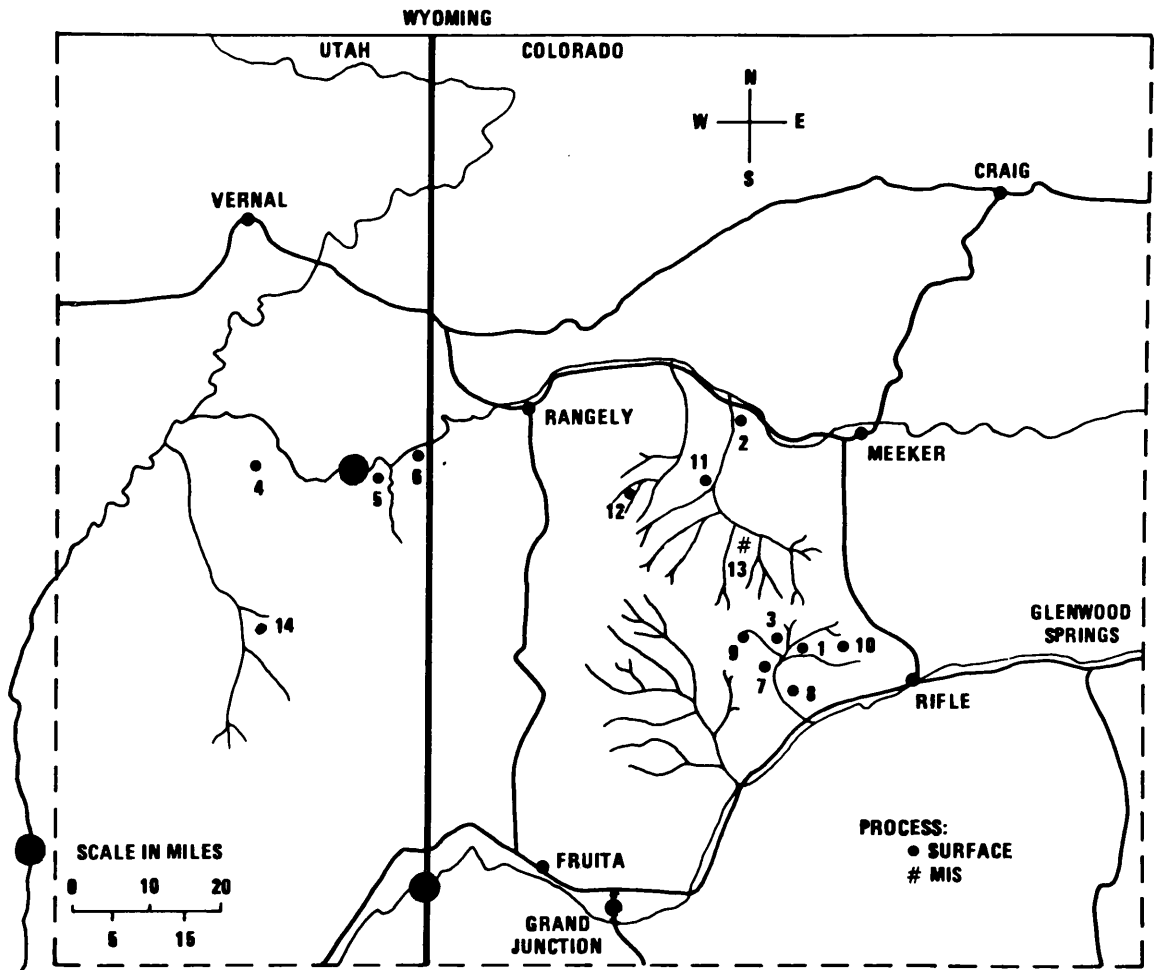 WYOMING
UTAH
COLORADO
N
W
E
S
CRAIG
VERNAL
RANGELY
MEEKER
2
11
4
5
6
12
#
13
14
GLENWOOD
SPRINGS
3
9
1
10
7
8
RIFLE
PROCESS:
● SURFACE
# MIS
SCALE IN MILES
0 10 20
5 15
FRUITA
GRAND
JUNCTION